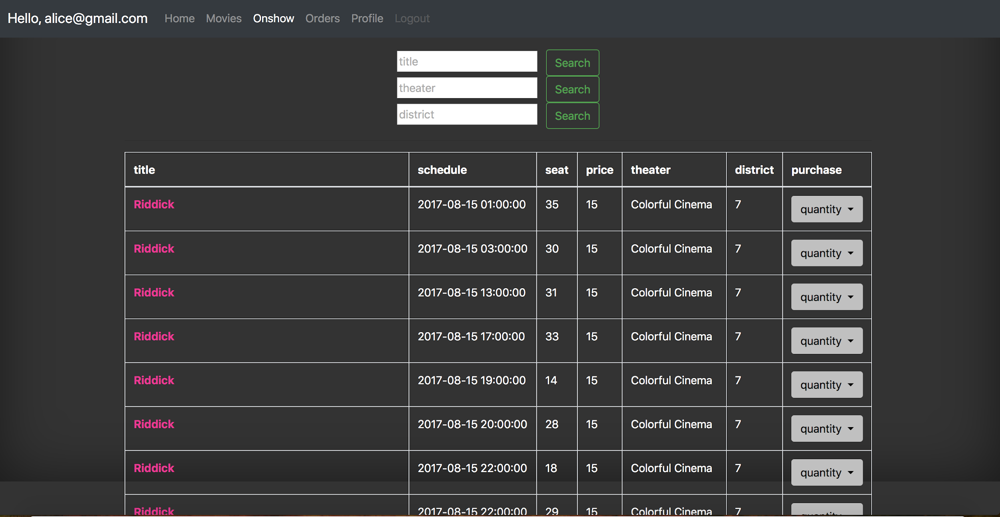 Hello, alice@gmail.com Home Movies Onshow Orders Profile Logout
title Search
theater Search
district Search
title schedule seat price theater district purchase
Riddick 2017-08-15 01:00:00 35 15 Colorful Cinema 7 quantity
Riddick 2017-08-15 03:00:00 30 15 Colorful Cinema 7 quantity
Riddick 2017-08-15 13:00:00 31 15 Colorful Cinema 7 quantity
Riddick 2017-08-15 17:00:00 33 15 Colorful Cinema 7 quantity
Riddick 2017-08-15 19:00:00 14 15 Colorful Cinema 7 quantity
Riddick 2017-08-15 20:00:00 28 15 Colorful Cinema 7 quantity
Riddick 2017-08-15 22:00:00 18 15 Colorful Cinema 7 quantity
Riddick 2017-08-15 22:00:00 29 15 Colorful Cinema 7 quantity